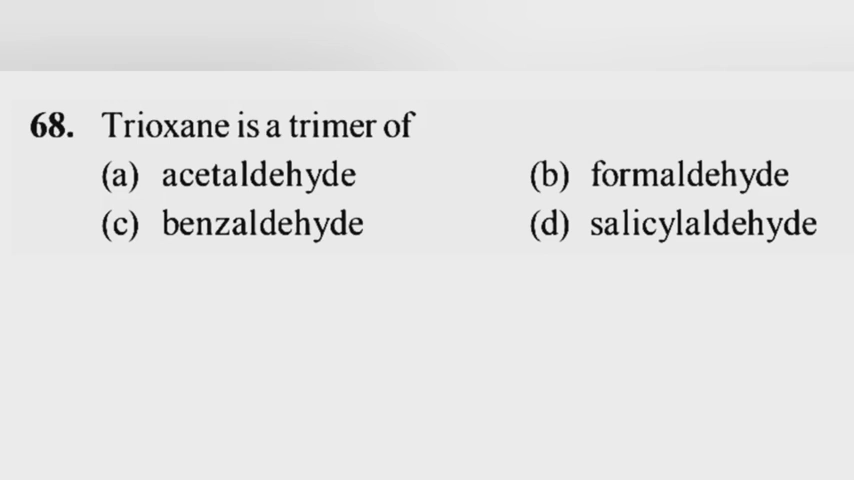 68. Trioxane is a trimer of
(a) acetaldehyde (b) formaldehyde
(c) benzaldehyde (d) salicylaldehyde